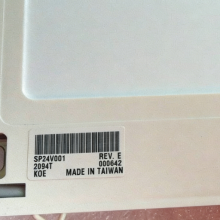 SP24V001 REV. E
2094T 000642
KOE MADE IN TAIWAN